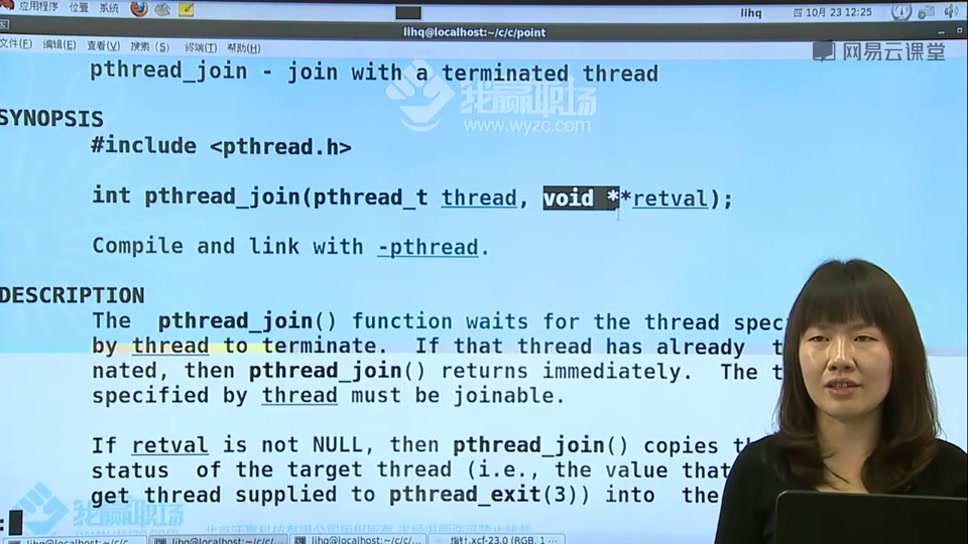 应用程序 位置 系统 lihq 四 10月 23 12:25
lihq@localhost:~/c/c/point
文件(F) 编辑(E) 查看(V) 搜索 (S) 终端(T) 帮助(H)
网易云课堂
pthread_join - join with a terminated thread
我赢职场
www.wyzc.com
SYNOPSIS
#include <pthread.h>
int pthread_join(pthread_t thread, void **retval);
Compile and link with -pthread.
DESCRIPTION
The pthread_join() function waits for the thread spec
by thread to terminate. If that thread has already t
nated, then pthread_join() returns immediately. The t
specified by thread must be joinable.
If retval is not NULL, then pthread_join() copies th
status of the target thread (i.e., the value that
get thread supplied to pthread_exit(3)) into the
:
我赢职场
lihq@localhost:~/c/c/... lihq@localhost:~/c/c/... lihq@localhost:~/c/c/... 指针.xcf-23.0 (RGB, 1 ...